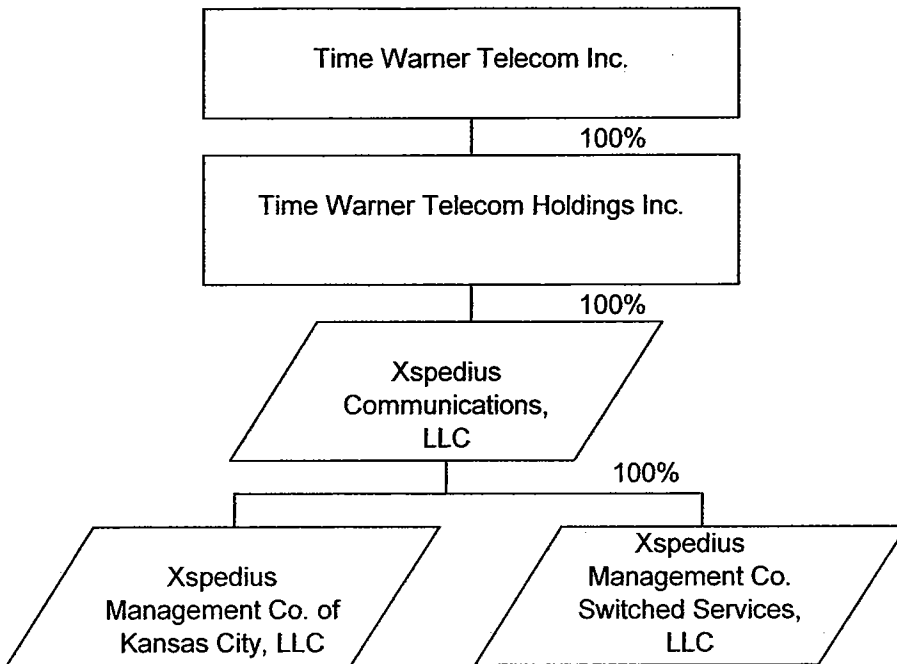 Time Warner Telecom Inc.
100%
Time Warner Telecom Holdings Inc.
100%
Xspedius
Communications,
LLC
100%
Xspedius
Management Co. of
Kansas City, LLC
Xspedius
Management Co.
Switched Services,
LLC